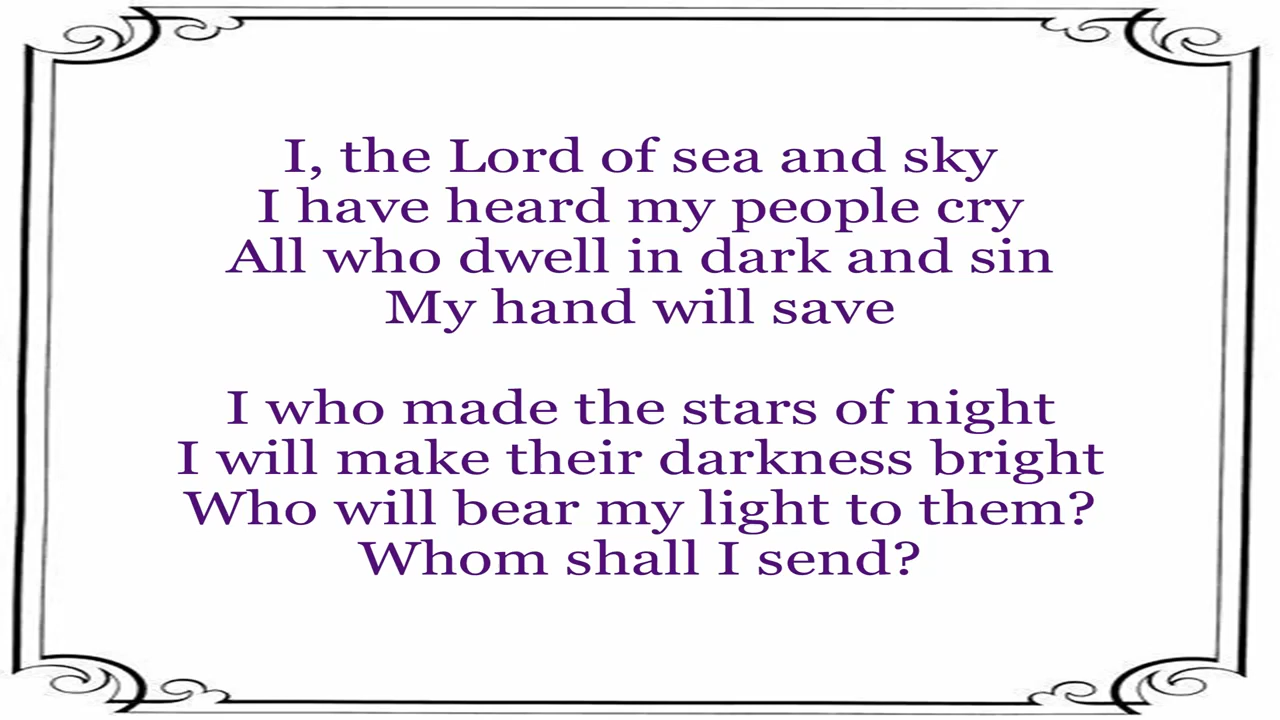 I, the Lord of sea and sky
I have heard my people cry
All who dwell in dark and sin
My hand will save
I who made the stars of night
I will make their darkness bright
Who will bear my light to them?
Whom shall I send?